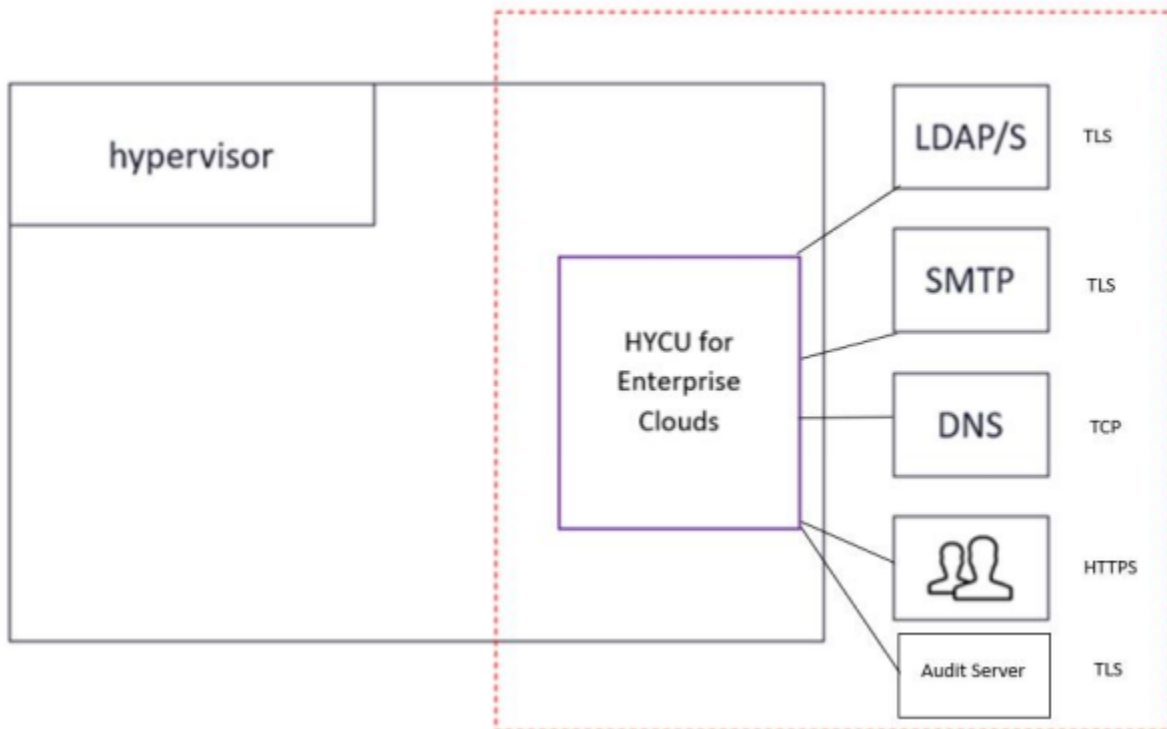 hypervisor
LDAP/S
TLS
SMTP
TLS
HYCU for
Enterprise
Clouds
DNS
TCP
HTTPS
Audit Server
TLS